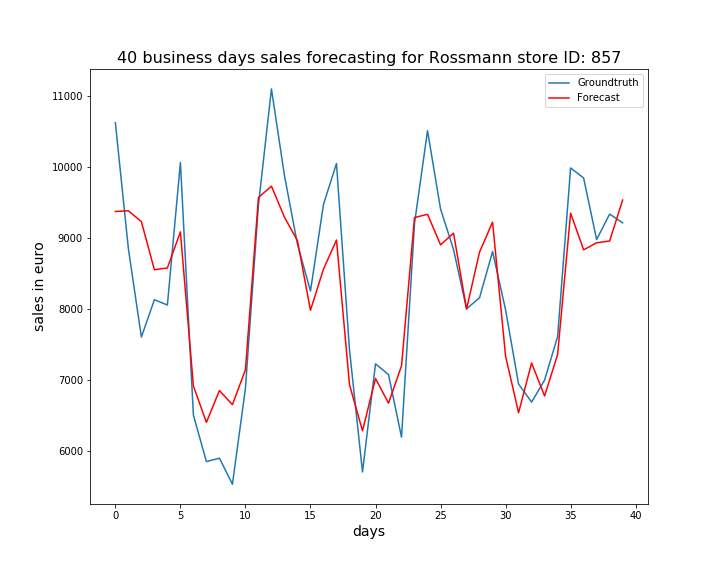 40 business days sales forecasting for Rossmann store ID: 857
Groundtruth
Forecast
sales in euro
11000
10000
9000
8000
7000
6000
0 5 10 15 20 25 30 35 40
days